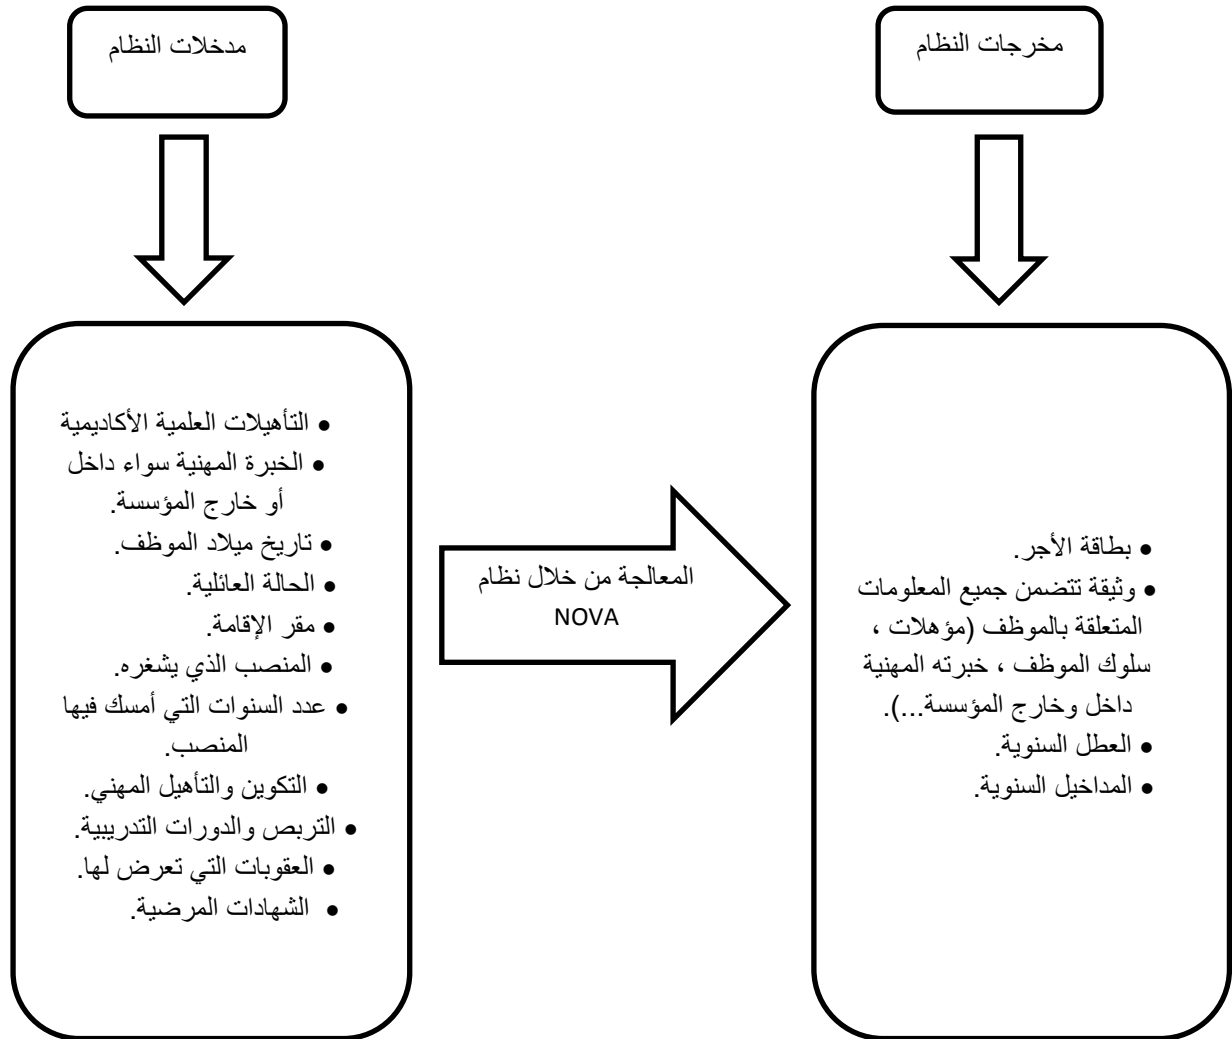 مدخلات النظام
مخرجات النظام
• التأهيلات العلمية الأكاديمية
• الخبرة المهنية سواء داخل
أو خارج المؤسسة.
• تاريخ ميلاد الموظف.
• الحالة العائلية.
• مقر الإقامة.
• المنصب الذي يشغره.
• عدد السنوات التي أمسك فيها
المنصب.
• التكوين والتأهيل المهني.
• التربص والدورات التدريبية.
• العقوبات التي تعرض لها.
• الشهادات المرضية.
المعالجة من خلال نظام
NOVA
• بطاقة الأجر.
• وثيقة تتضمن جميع المعلومات
المتعلقة بالموظف (مؤهلات ،
سلوك الموظف ، خبرته المهنية
داخل وخارج المؤسسة...).
• العطل السنوية.
• المداخيل السنوية.